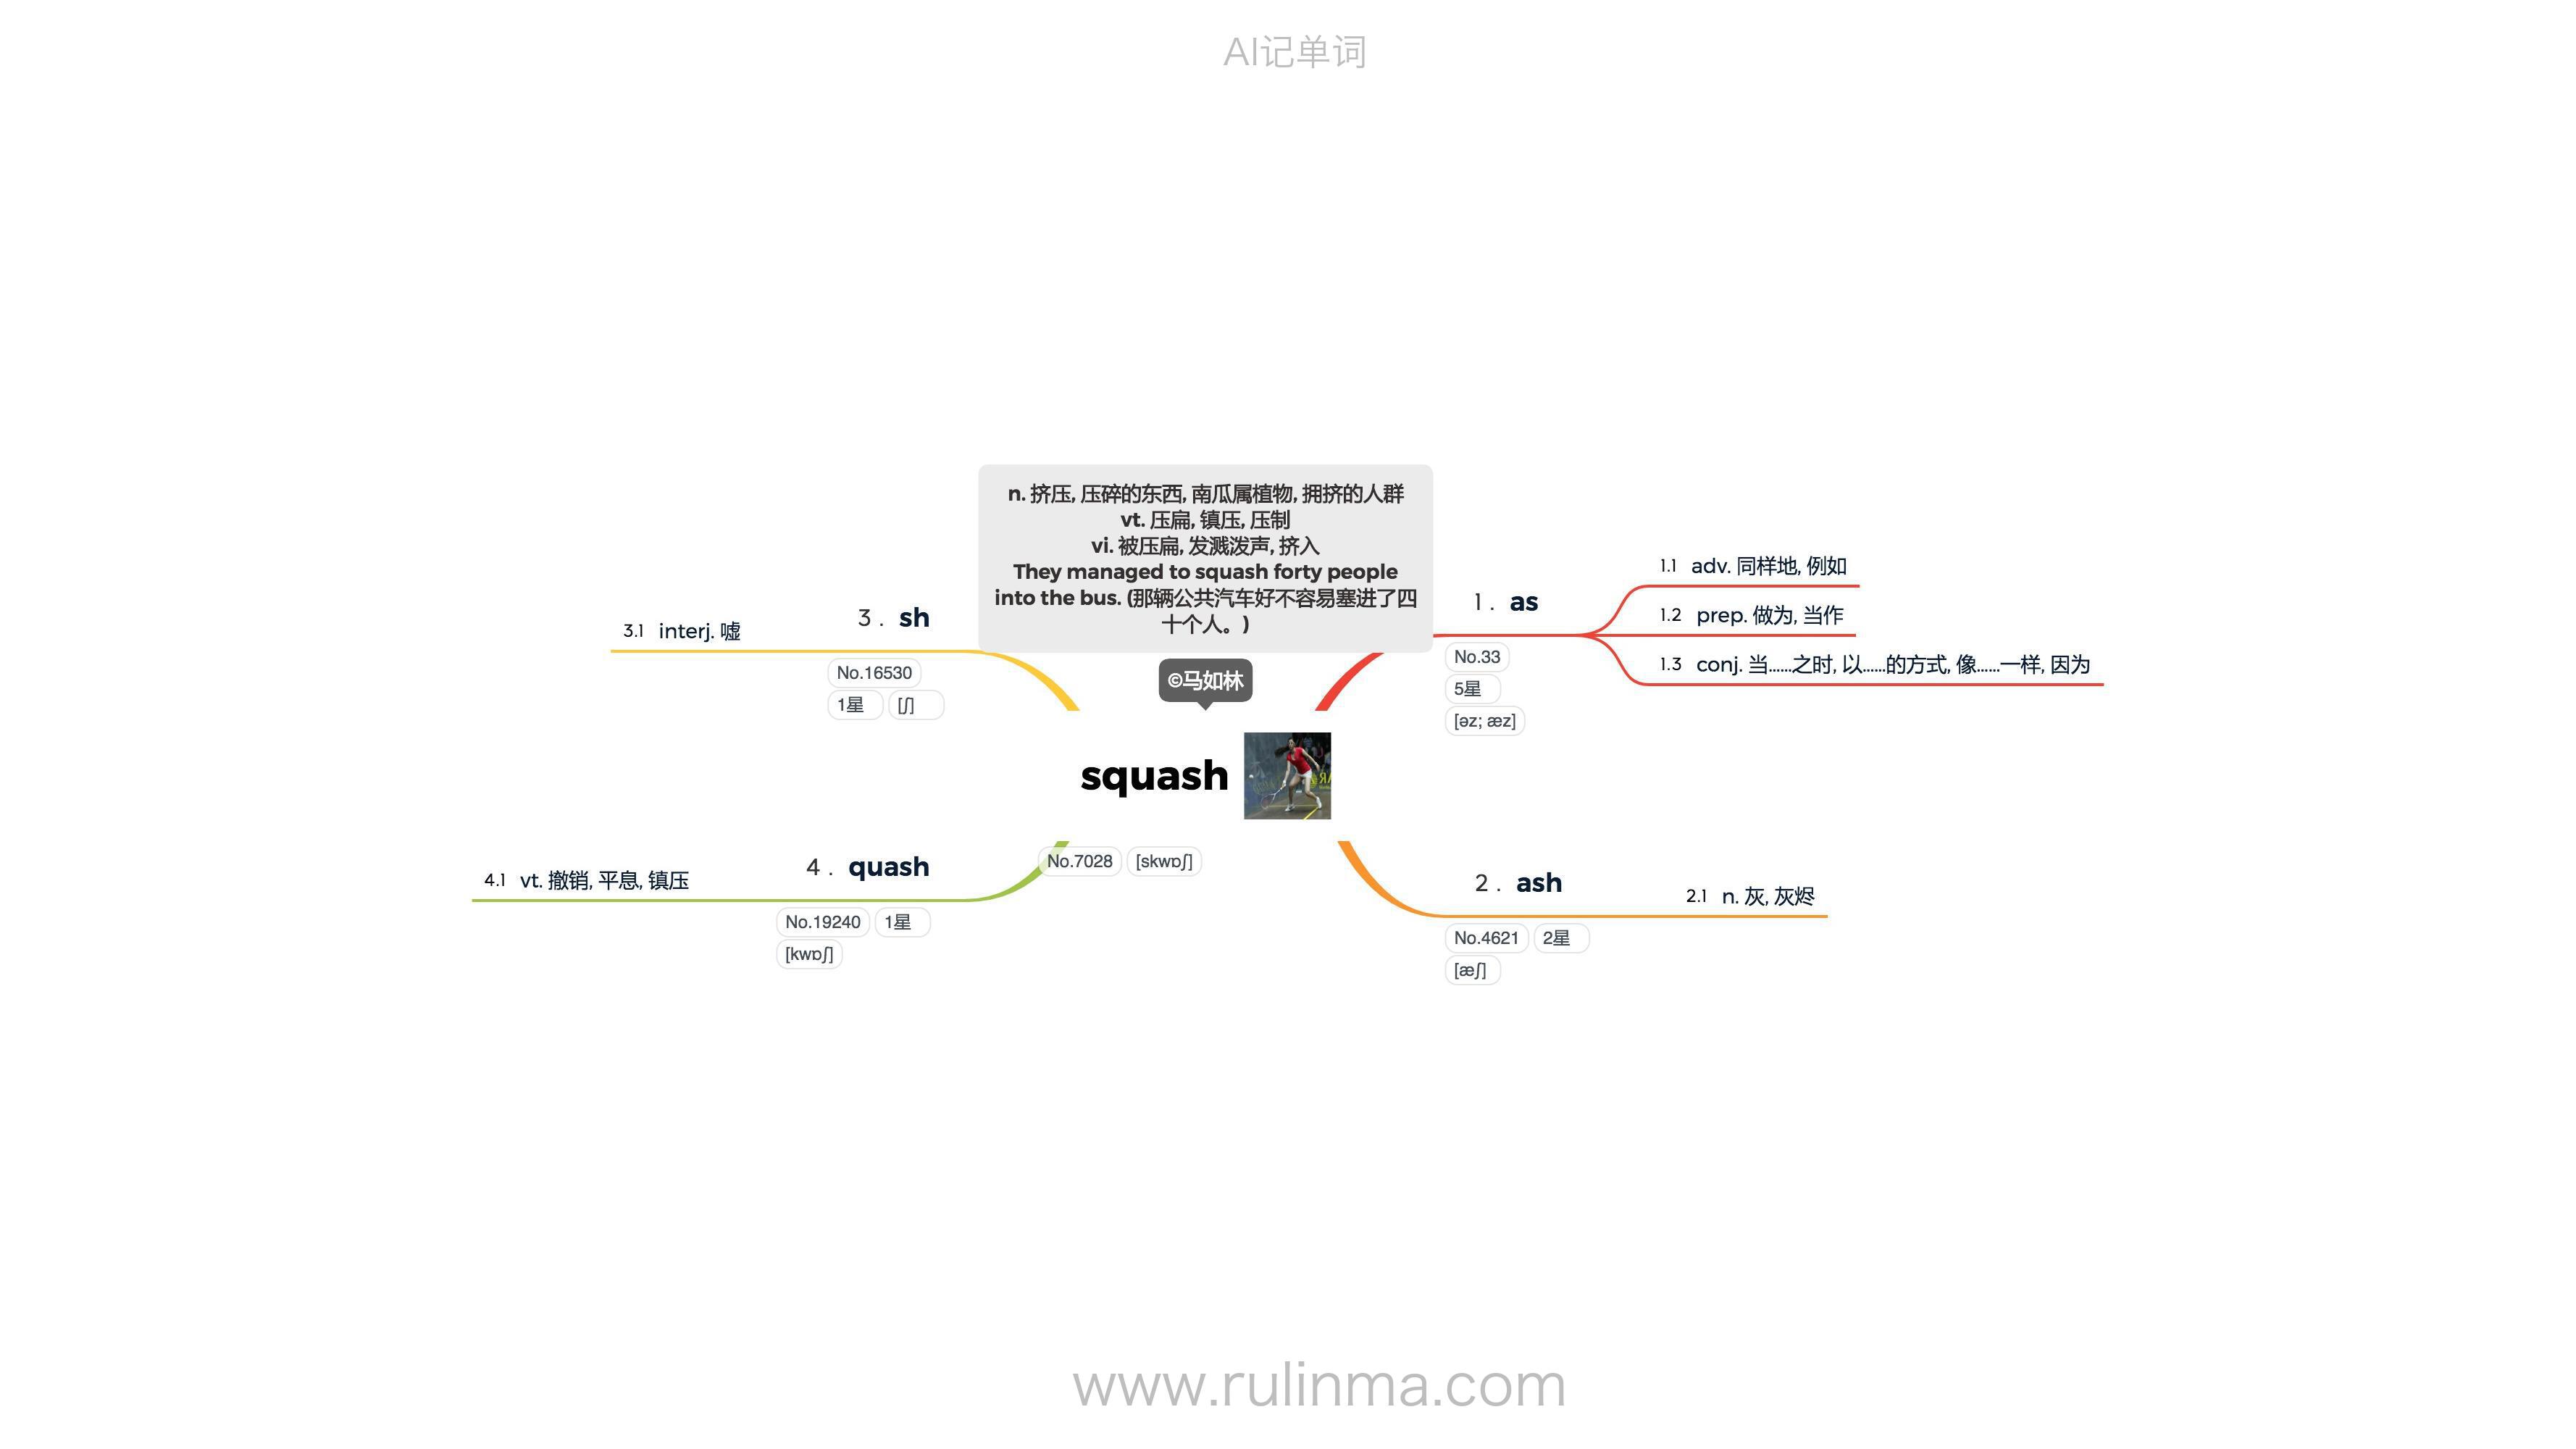 AI记单词
n. 挤压, 压碎的东西, 南瓜属植物, 拥挤的人群
vt. 压扁, 镇压, 压制
vi. 被压扁, 发溅泼声, 挤入
They managed to squash forty people
into the bus. (那辆公共汽车好不容易塞进了四
十个人。)
©马如林
squash
No.7028 [skwɒʃ]
1. as
No.33
5星
[əz; æz]
1.1 adv. 同样地, 例如
1.2 prep. 做为, 当作
1.3 conj. 当……之时, 以……的方式, 像……一样, 因为
2. ash
No.4621 2星
[æʃ]
2.1 n. 灰, 灰烬
3. sh
No.16530
1星 [ʃ]
3.1 interj. 嘘
4. quash
No.19240 1星
[kwɒʃ]
4.1 vt. 撤销, 平息, 镇压
www.rulinma.com